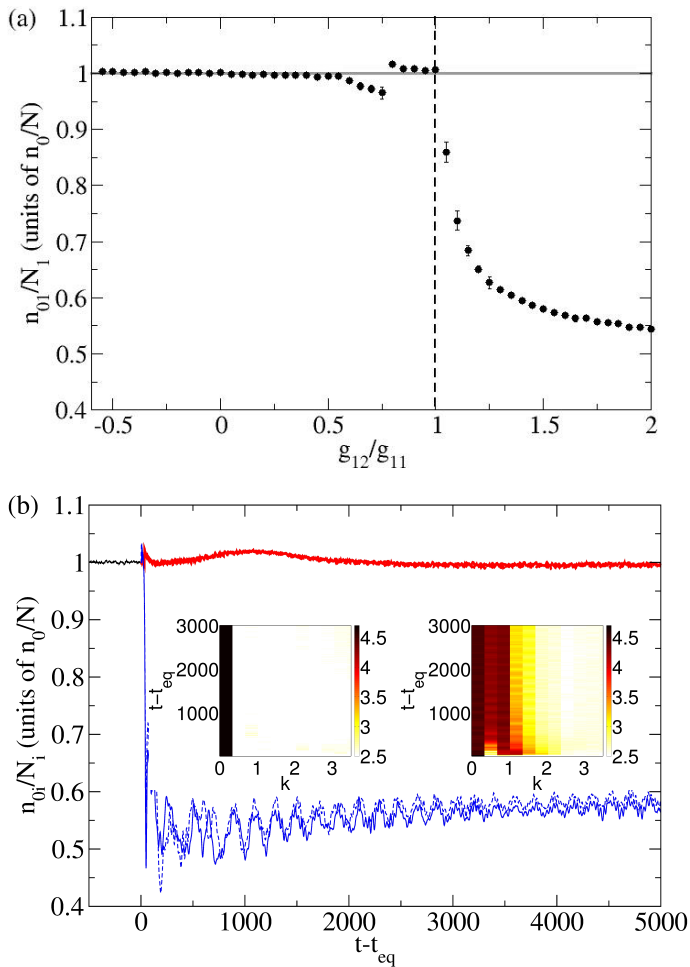 (a)
1.1
1
0.9
0.8
0.7
0.6
0.5
0.4
n01/N1 (units of n0/N)
-0.5 0 0.5 1 1.5 2
g12/g11
(b)
1.1
1
0.9
0.8
0.7
0.6
0.5
0.4
n0i/Ni (units of n0/N)
3000
2000
1000
t-teq
0 1 2 3
k
4.5
4
3.5
3
2.5
3000
2000
1000
t-teq
0 1 2 3
k
4.5
4
3.5
3
2.5
0 1000 2000 3000 4000 5000
t-teq